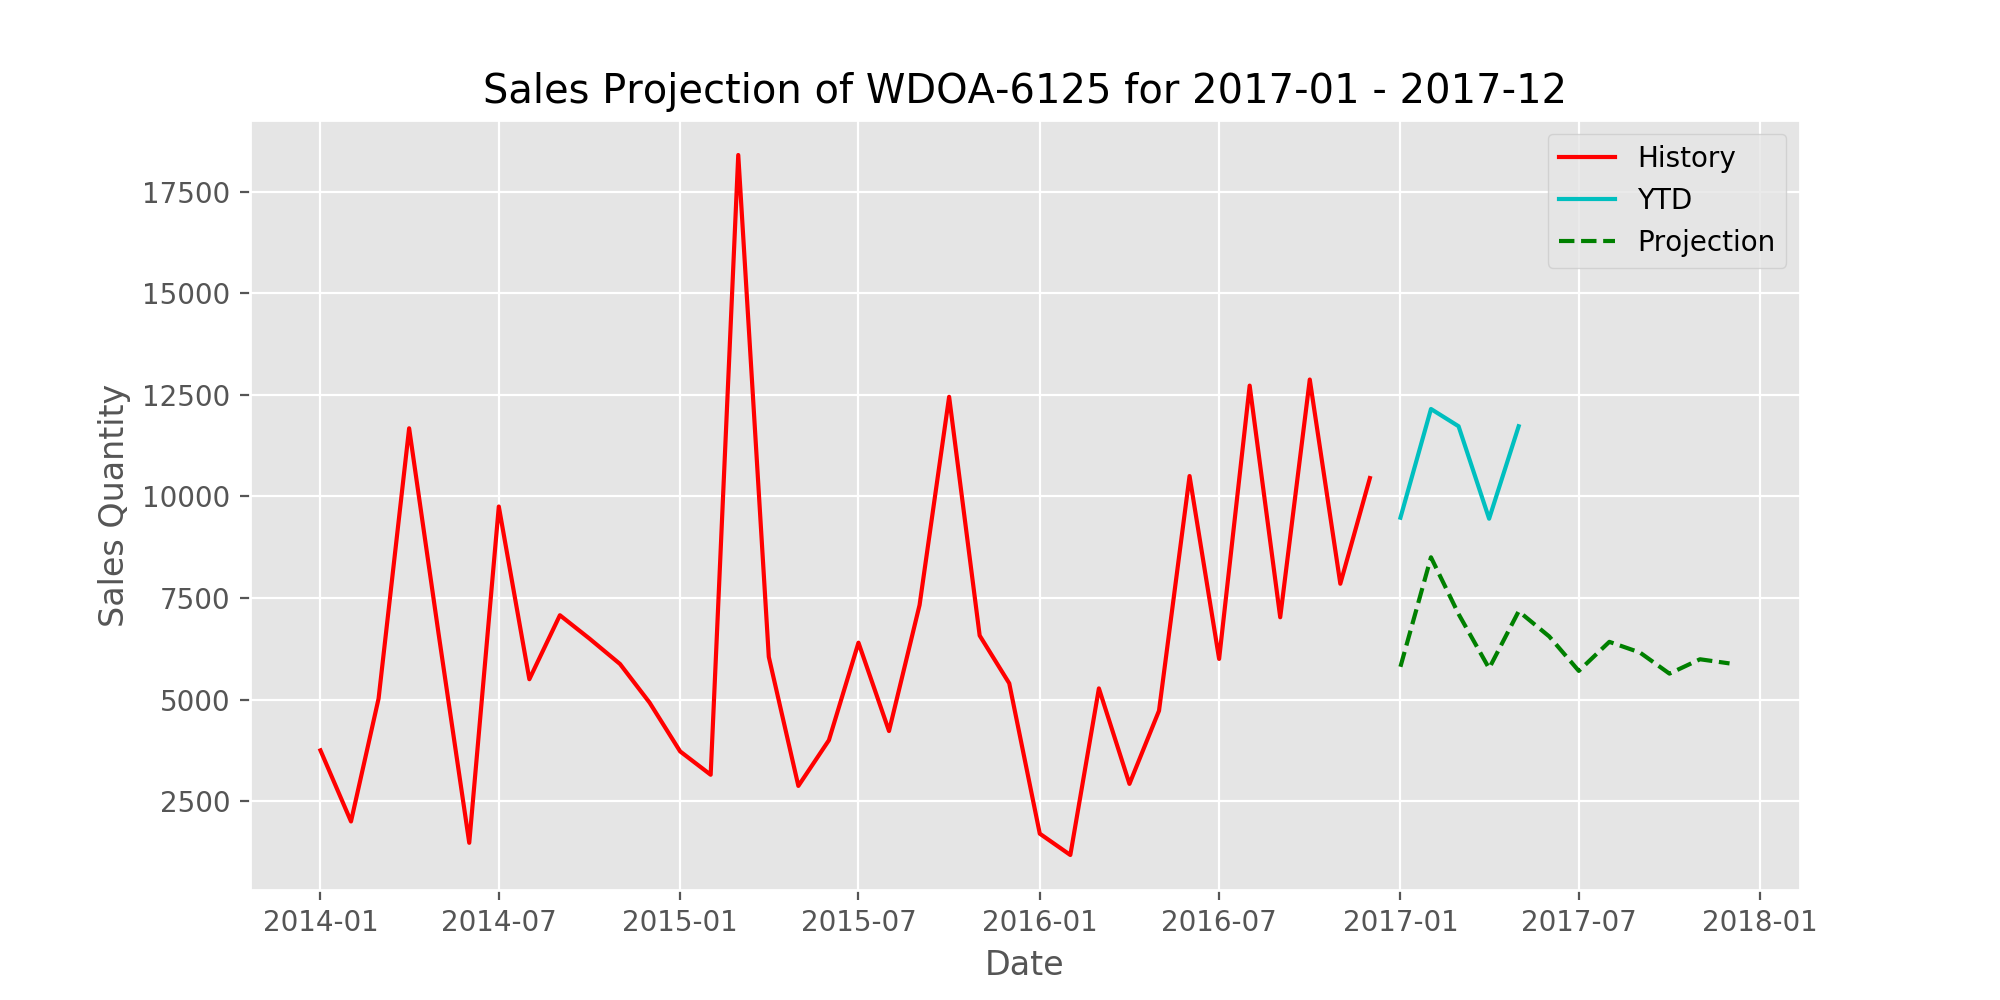 Sales Projection of WDOA-6125 for 2017-01 - 2017-12
History
YTD
Projection
17500
15000
12500
10000
7500
5000
2500
Sales Quantity
2014-01 2014-07 2015-01 2015-07 2016-01 2016-07 2017-01 2017-07 2018-01
Date